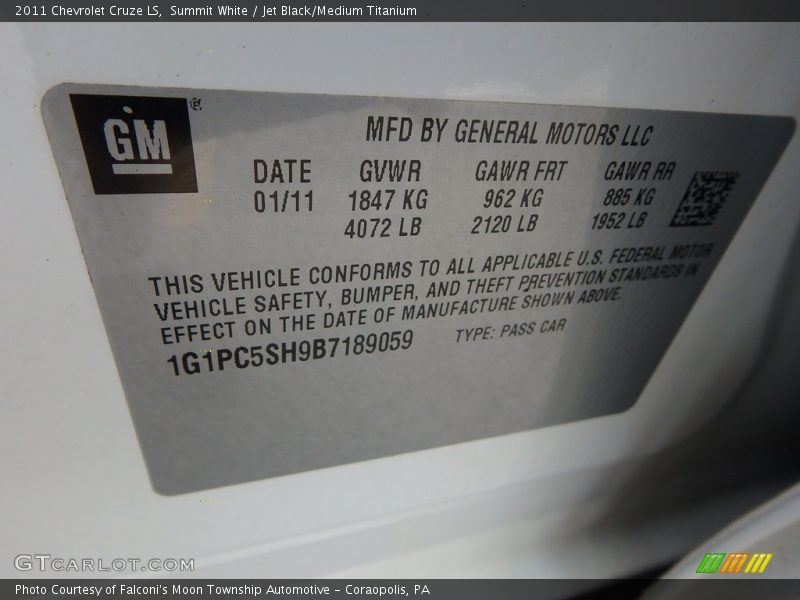 2011 Chevrolet Cruze LS,  Summit White / Jet Black/Medium Titanium
GM ®
MFD BY GENERAL MOTORS LLC
DATE GVWR GAWR FRT GAWR RR
01/11 1847 KG 962 KG 885 KG
4072 LB 2120 LB 1952 LB
THIS VEHICLE CONFORMS TO ALL APPLICABLE U.S. FEDERAL MOTOR
VEHICLE SAFETY, BUMPER, AND THEFT PREVENTION STANDARDS IN
EFFECT ON THE DATE OF MANUFACTURE SHOWN ABOVE.
1G1PC5SH9B7189059 TYPE: PASS CAR
GTCARLOT.COM
Photo Courtesy of Falconi's Moon Township Automotive – Coraopolis, PA